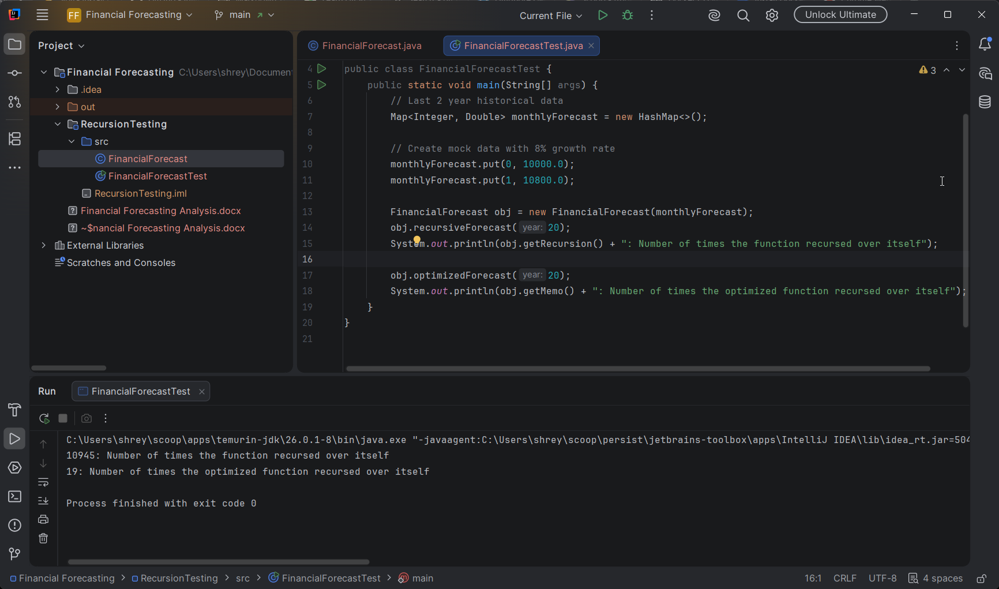 FF Financial Forecasting main Current File Unlock Ultimate
Project
Financial Forecasting C:\Users\shrey\Documen
.idea
out
RecursionTesting
src
FinancialForecast
FinancialForecastTest
RecursionTesting.iml
Financial Forecasting Analysis.docx
~$nancial Forecasting Analysis.docx
External Libraries
Scratches and Consoles
FinancialForecast.java FinancialForecastTest.java
3
4 public class FinancialForecastTest {
5 public static void main(String[] args) {
6 // Last 2 year historical data
7 Map<Integer, Double> monthlyForecast = new HashMap<>();
8
9 // Create mock data with 8% growth rate
10 monthlyForecast.put(0, 10000.0);
11 monthlyForecast.put(1, 10800.0);
12
13 FinancialForecast obj = new FinancialForecast(monthlyForecast);
14 obj.recursiveForecast( year: 20);
15 System.out.println(obj.getRecursion() + ": Number of times the function recursed over itself");
16
17 obj.optimizedForecast( year: 20);
18 System.out.println(obj.getMemo() + ": Number of times the optimized function recursed over itself");
19 }
20 }
21
Run FinancialForecastTest
C:\Users\shrey\scoop\apps\temurin-jdk\26.0.1-8\bin\java.exe "-javaagent:C:\Users\shrey\scoop\persist\jetbrains-toolbox\apps\IntelliJ IDEA\lib\idea_rt.jar=504
10945: Number of times the function recursed over itself
19: Number of times the optimized function recursed over itself
Process finished with exit code 0
Financial Forecasting > RecursionTesting > src > FinancialForecastTest > main 16:1 CRLF UTF-8 4 spaces